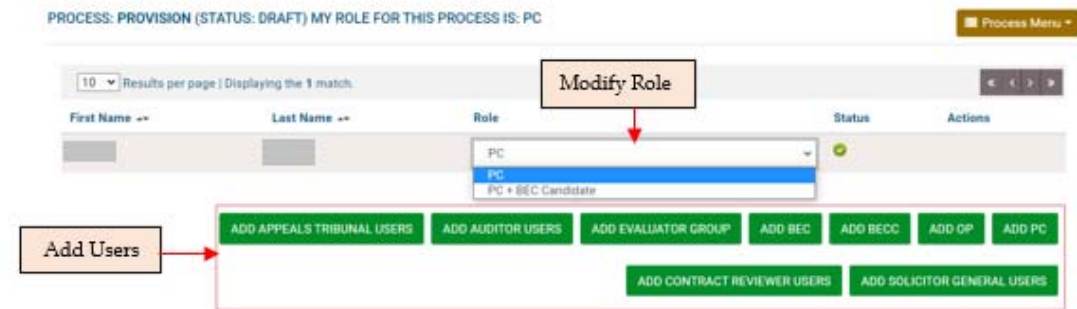 PROCESS: PROVISION (STATUS: DRAFT) MY ROLE FOR THIS PROCESS IS: PC
Process Menu
10 Results per page | Displaying the 1 match.
Modify Role
« ‹ › »
First Name Last Name Role Status Actions
PC
PC
PC + BEC Candidate
Add Users
ADD APPEALS TRIBUNAL USERS ADD AUDITOR USERS ADD EVALUATOR GROUP ADD BEC ADD BECC ADD OP ADD PC
ADD CONTRACT REVIEWER USERS ADD SOLICITOR GENERAL USERS